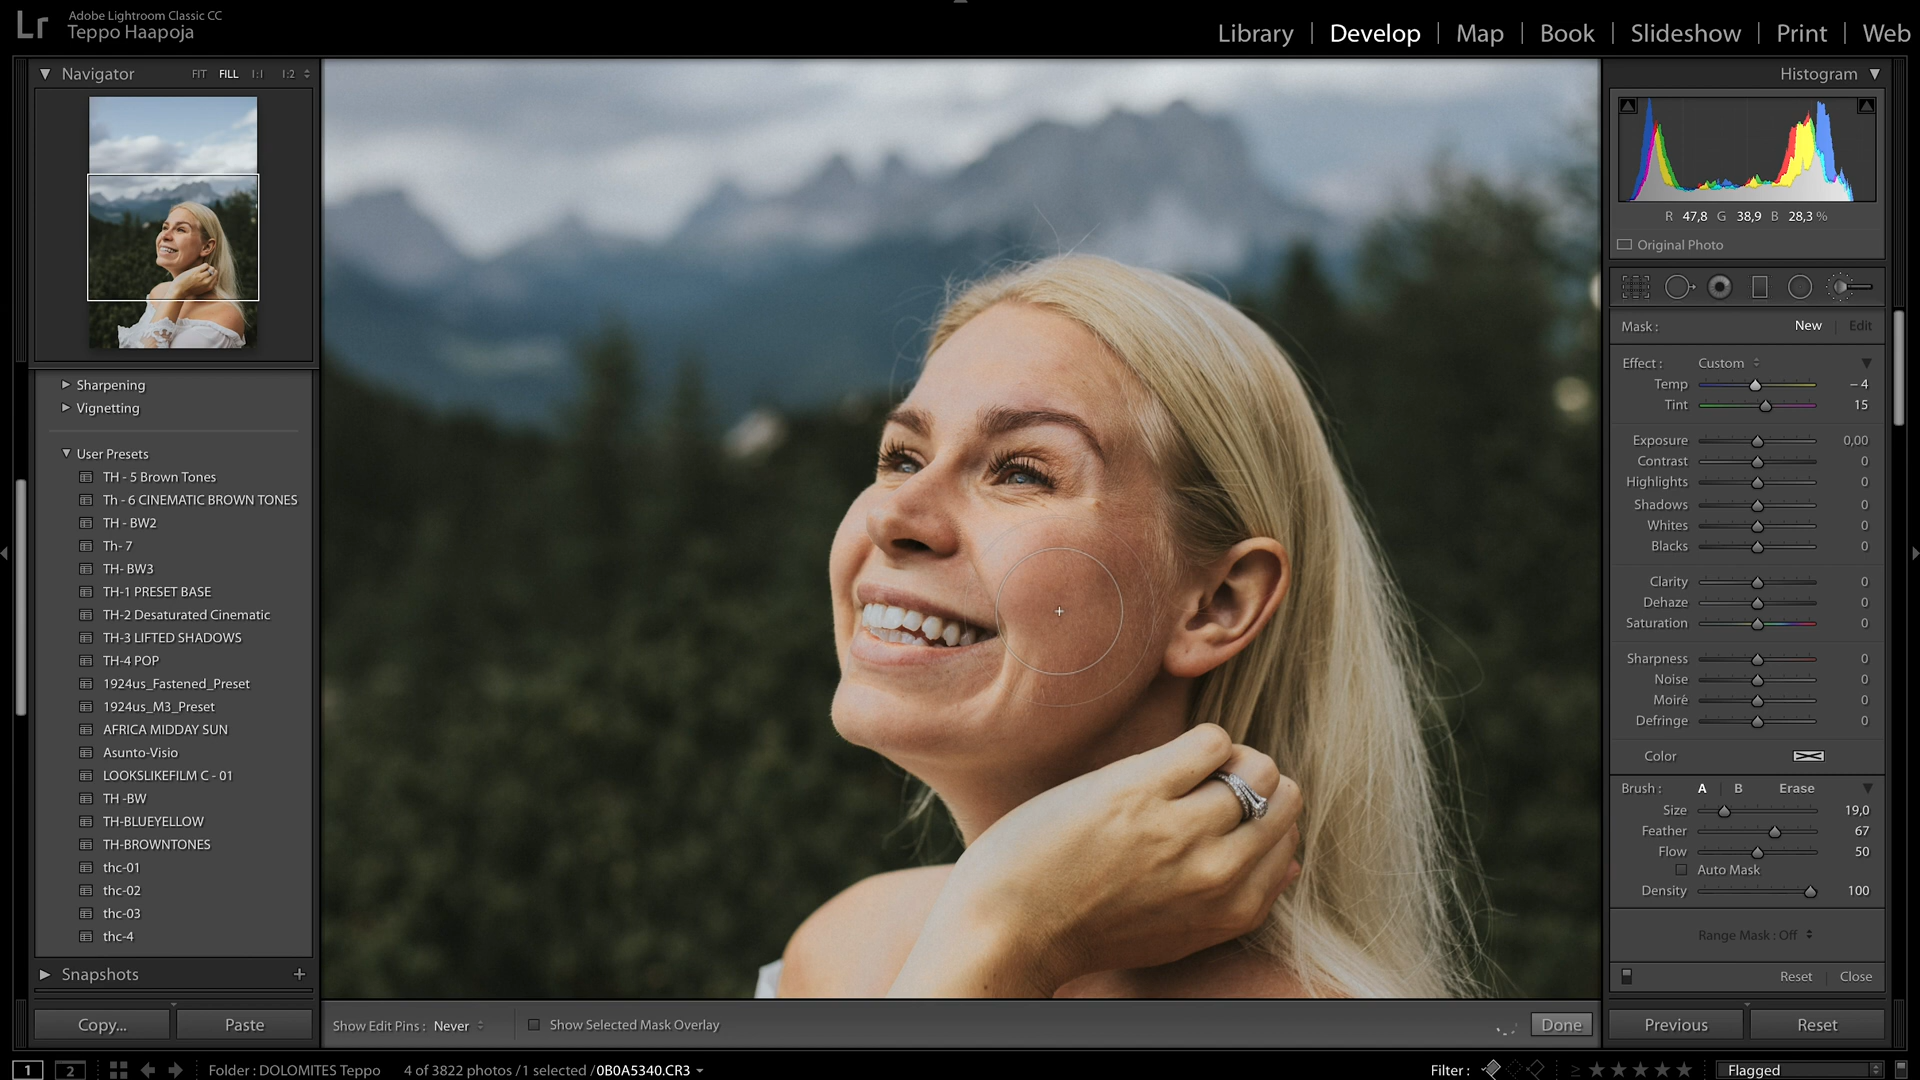 Lr
Adobe Lightroom Classic CC
Teppo Haapoja
Library | Develop | Map | Book | Slideshow | Print | Web
Navigator FIT FILL 1:1 1:2
Sharpening
Vignetting
User Presets
TH - 5 Brown Tones
Th - 6 CINEMATIC BROWN TONES
TH - BW2
Th- 7
TH- BW3
TH-1 PRESET BASE
TH-2 Desaturated Cinematic
TH-3 LIFTED SHADOWS
TH-4 POP
1924us_Fastened_Preset
1924us_M3_Preset
AFRICA MIDDAY SUN
Asunto-Visio
LOOKSLIKEFILM C - 01
TH -BW
TH-BLUEYELLOW
TH-BROWNTONES
thc-01
thc-02
thc-03
thc-4
Snapshots +
Copy... Paste
Show Edit Pins : Never Show Selected Mask Overlay Done
Histogram
R 47,8 G 38,9 B 28,3 %
Original Photo
Mask : New | Edit
Effect : Custom
Temp – 4
Tint 15
Exposure 0,00
Contrast 0
Highlights 0
Shadows 0
Whites 0
Blacks 0
Clarity 0
Dehaze 0
Saturation 0
Sharpness 0
Noise 0
Moiré 0
Defringe 0
Color
Brush : A | B Erase
Size 19,0
Feather 67
Flow 50
Auto Mask
Density 100
Range Mask : Off
Reset | Close
Previous Reset
1 2 Folder : DOLOMITES Teppo 4 of 3822 photos /1 selected /0B0A5340.CR3 Filter : ≥ ★★★★★ Flagged